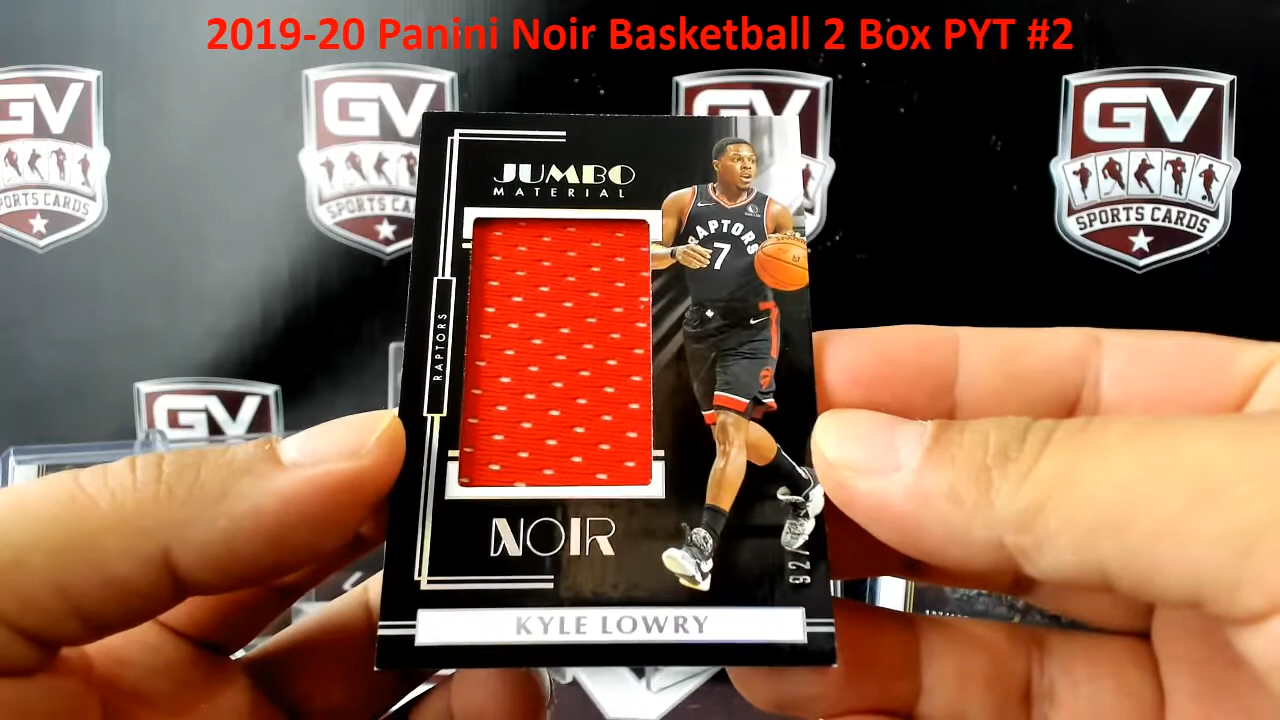 2019-20 Panini Noir Basketball 2 Box PYT #2
GV
SPORTS CARDS
GV
SPORTS CARDS
GV
GV
SPORTS CARDS
JUMBO
MATERIAL
RAPTORS
RAPTORS
7
NOIR
92/
KYLE LOWRY
GV